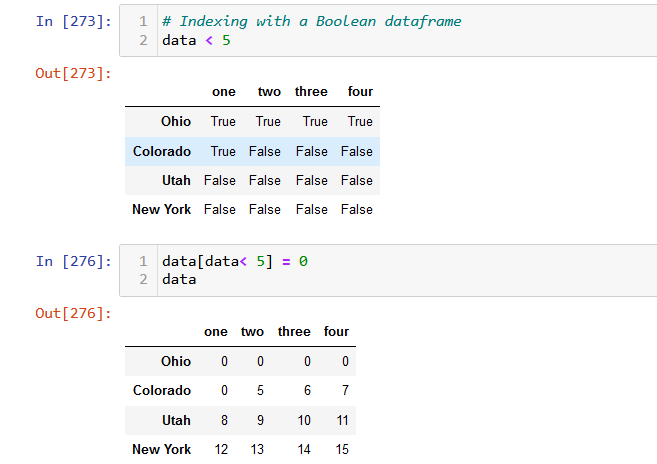 In [273]: 1 # Indexing with a Boolean dataframe
2 data < 5
Out[273]:
one two three four
Ohio True True True True
Colorado True False False False
Utah False False False False
New York False False False False
In [276]: 1 data[data< 5] = 0
2 data
Out[276]:
one two three four
Ohio 0 0 0 0
Colorado 0 5 6 7
Utah 8 9 10 11
New York 12 13 14 15